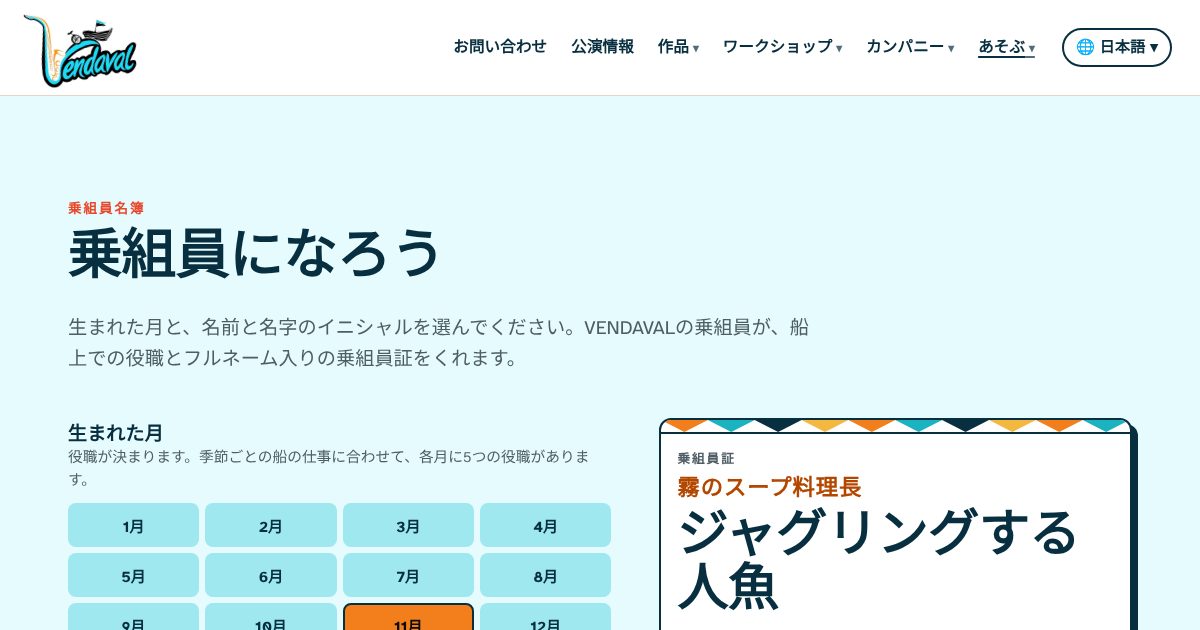 Vendaval
お問い合わせ
公演情報
作品 ▾
ワークショップ ▾
カンパニー ▾
あそぶ ▾
🌐 日本語 ▾
乗組員名簿
乗組員になろう
生まれた月と、名前と名字のイニシャルを選んでください。VENDAVALの乗組員が、船
上での役職とフルネーム入りの乗組員証をくれます。
生まれた月
役職が決まります。季節ごとの船の仕事に合わせて、各月に5つの役職がありま
す。
1月
2月
3月
4月
5月
6月
7月
8月
9月
10月
11月
12月
乗組員証
霧のスープ料理長
ジャグリングする
人魚